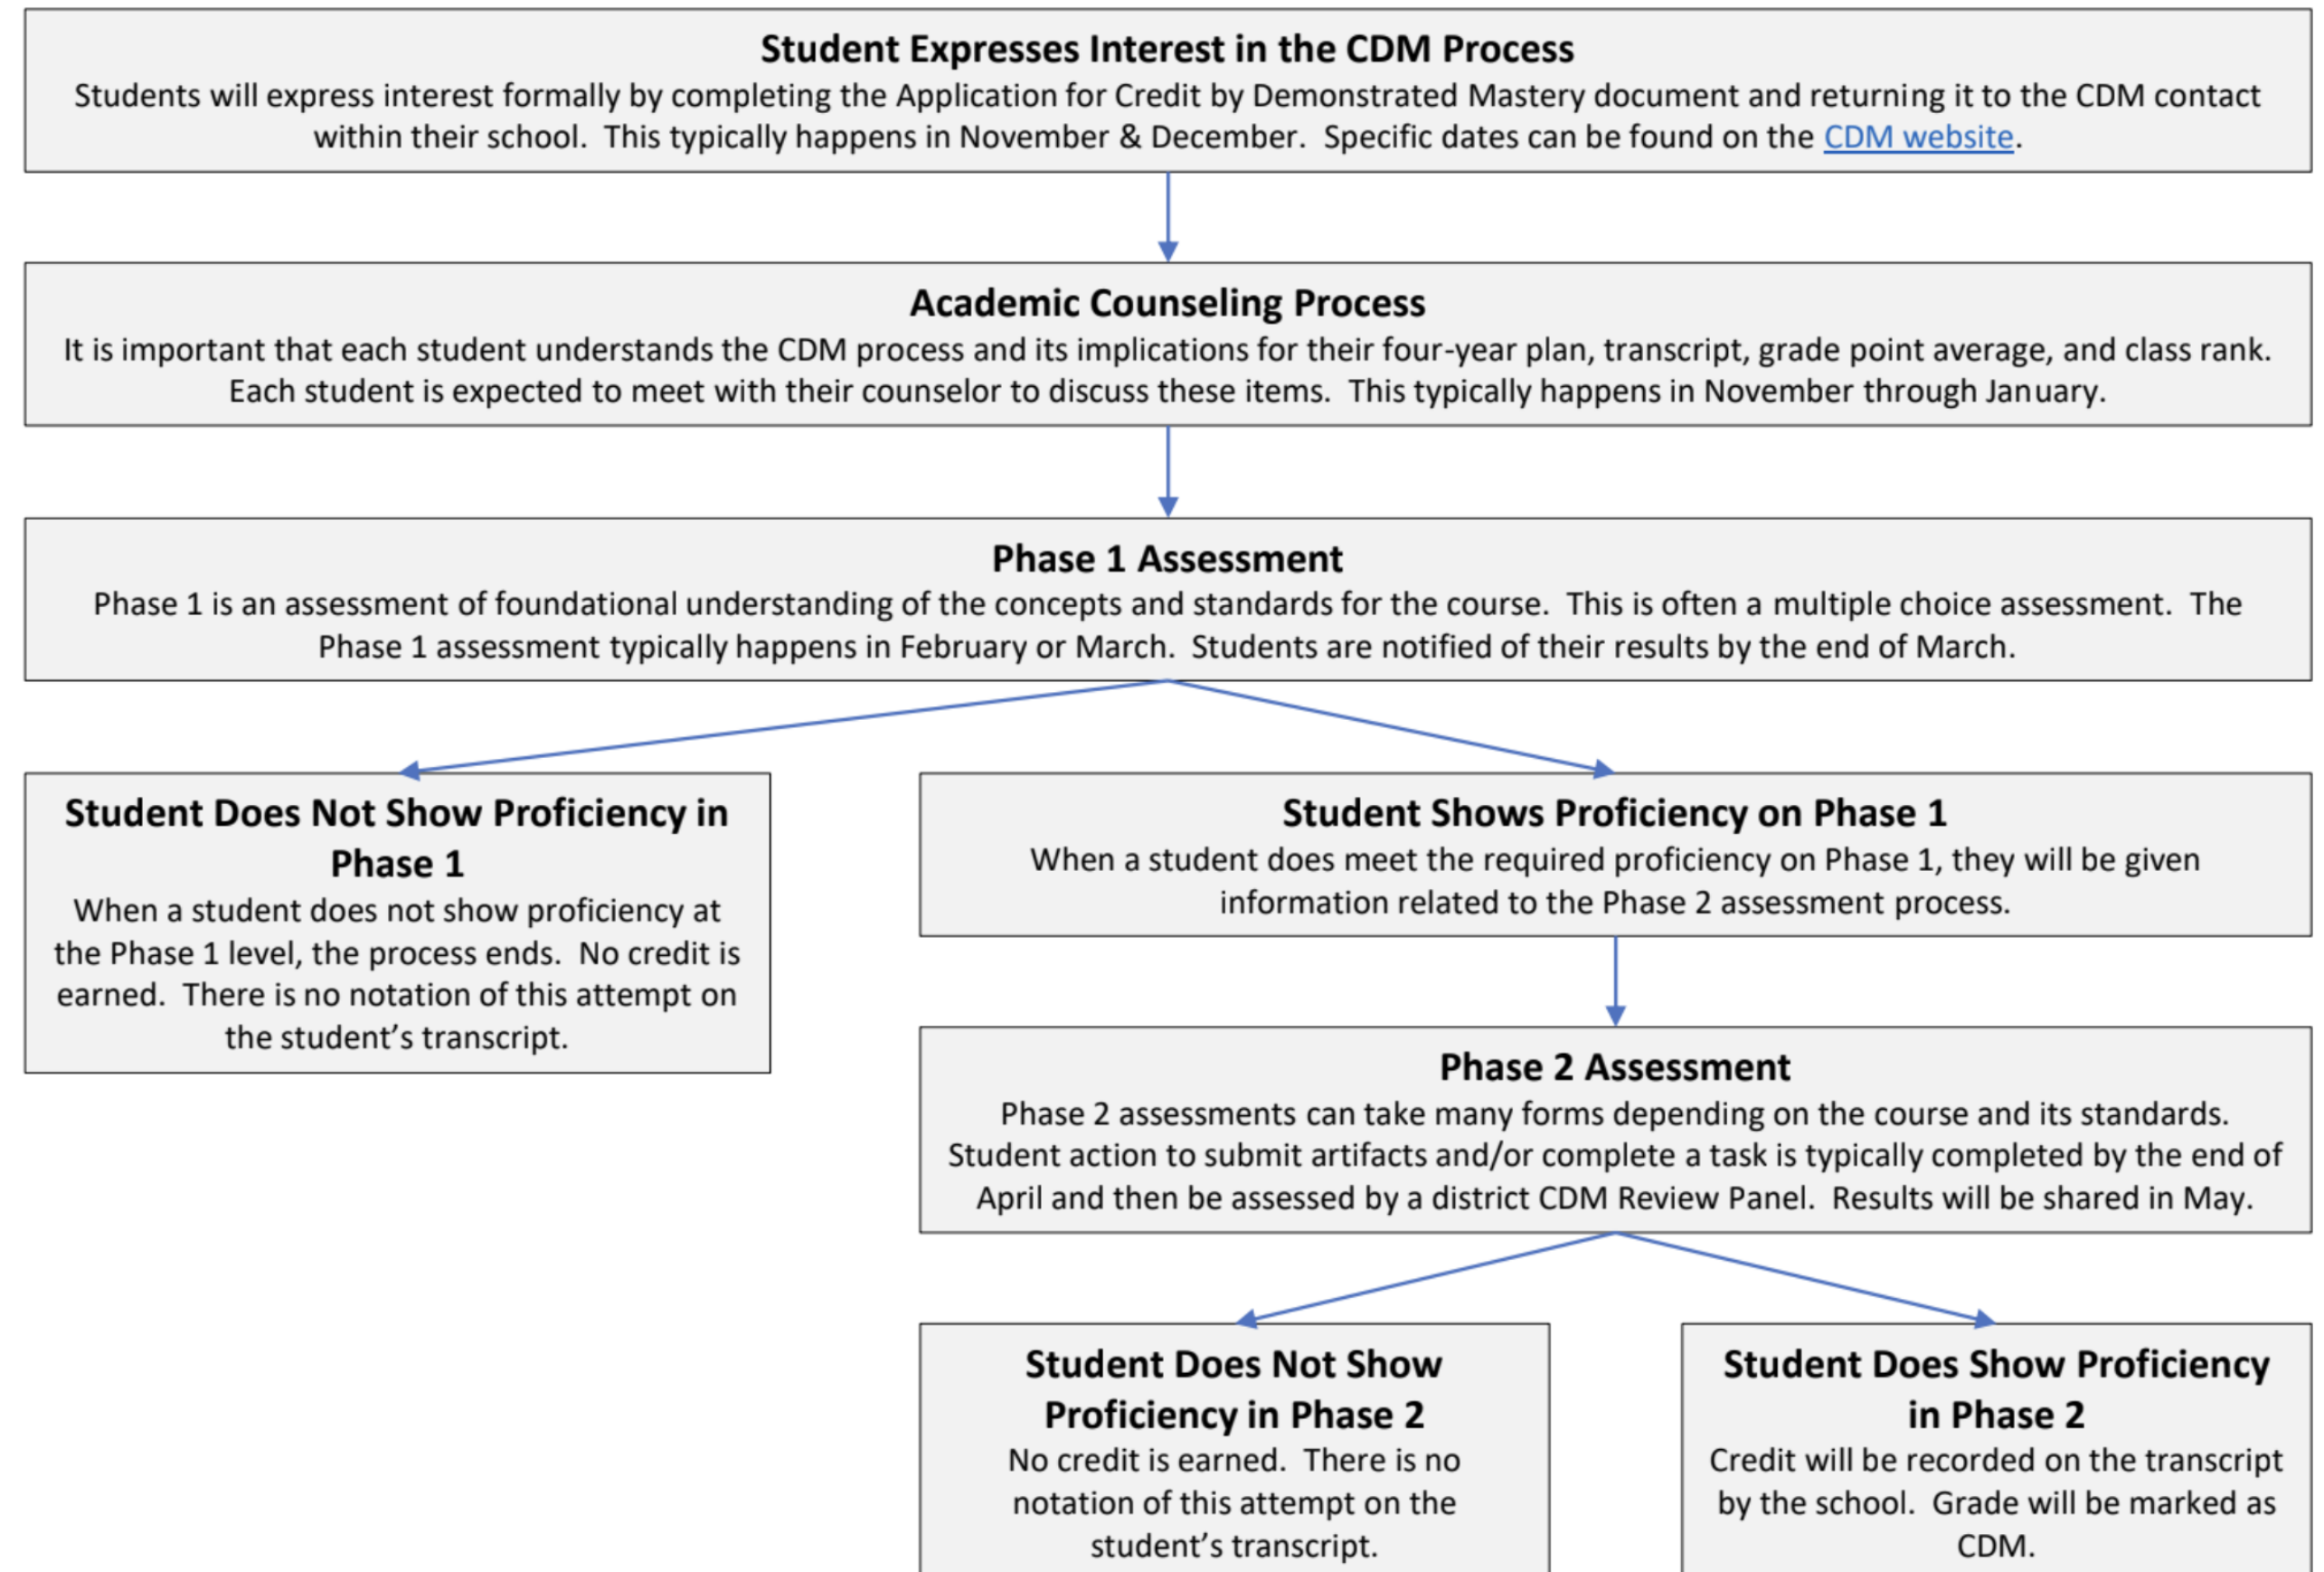 Student Expresses Interest in the CDM Process
Students will express interest formally by completing the Application for Credit by Demonstrated Mastery document and returning it to the CDM contact
within their school.  This typically happens in November & December.  Specific dates can be found on the CDM website.
Academic Counseling Process
It is important that each student understands the CDM process and its implications for their four-year plan, transcript, grade point average, and class rank.
Each student is expected to meet with their counselor to discuss these items.  This typically happens in November through January.
Phase 1 Assessment
Phase 1 is an assessment of foundational understanding of the concepts and standards for the course.  This is often a multiple choice assessment.  The
Phase 1 assessment typically happens in February or March.  Students are notified of their results by the end of March.
Student Does Not Show Proficiency in
Phase 1
When a student does not show proficiency at
the Phase 1 level, the process ends.  No credit is
earned.  There is no notation of this attempt on
the student’s transcript.
Student Shows Proficiency on Phase 1
When a student does meet the required proficiency on Phase 1, they will be given
information related to the Phase 2 assessment process.
Phase 2 Assessment
Phase 2 assessments can take many forms depending on the course and its standards.
Student action to submit artifacts and/or complete a task is typically completed by the end of
April and then be assessed by a district CDM Review Panel.  Results will be shared in May.
Student Does Not Show
Proficiency in Phase 2
No credit is earned.  There is no
notation of this attempt on the
student’s transcript.
Student Does Show Proficiency
in Phase 2
Credit will be recorded on the transcript
by the school.  Grade will be marked as
CDM.